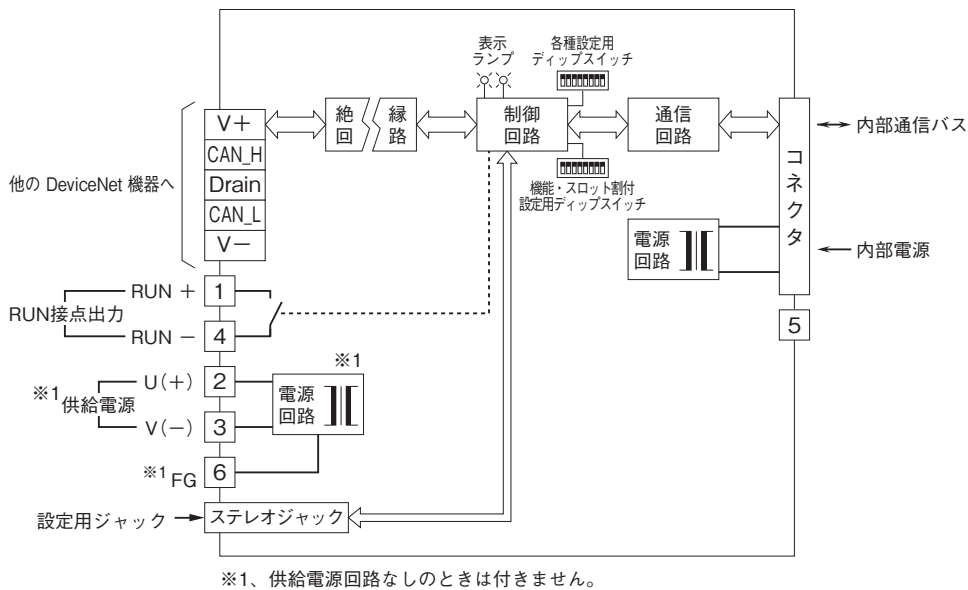 表示
ランプ
各種設定用
ディップスイッチ
V+
CAN_H
Drain
CAN_L
V−
他の DeviceNet 機器へ
絶
回
縁
路
制御
回路
通信
回路
コネクタ
内部通信バス
機能・スロット割付
設定用ディップスイッチ
電源
回路
内部電源
RUN +
1
RUN接点出力
RUN −
4
5
※1
U(+)
2
※1供給電源
V(−)
3
電源
回路
※1 FG
6
設定用ジャック
ステレオジャック
※1、供給電源回路なしのときは付きません。